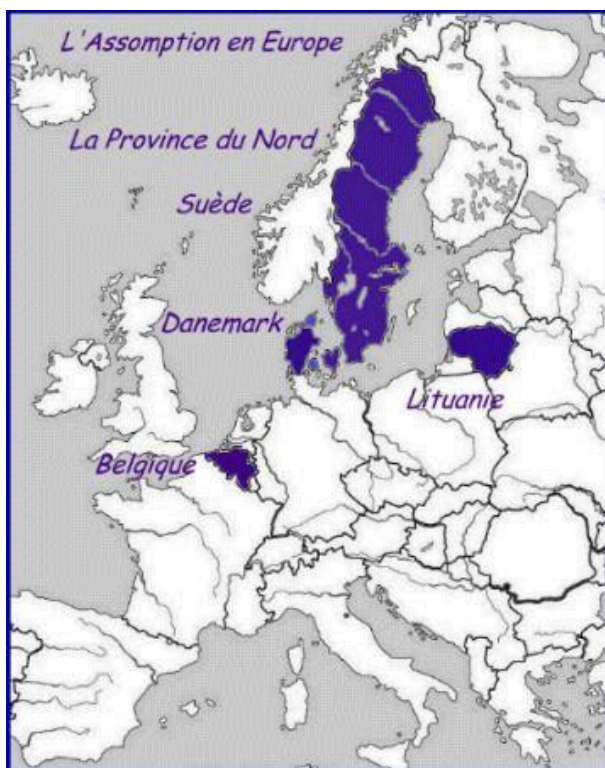 L'Assomption en Europe
La Province du Nord
Suède
Danemark
Lituanie
Belgique